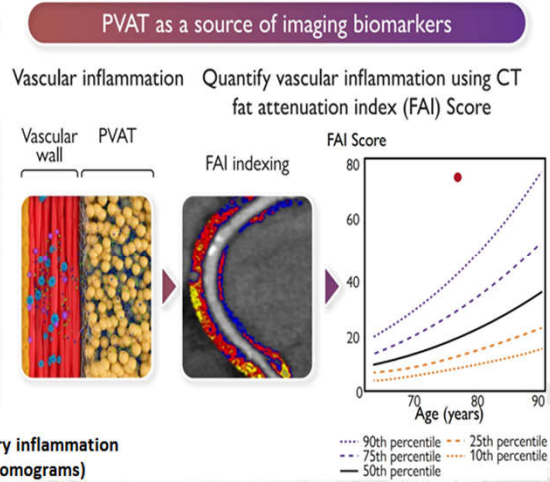 PVAT as a source of imaging biomarkers
Vascular inflammation
Quantify vascular inflammation using CT
fat attenuation index (FAI) Score
Vascular
wall
PVAT
FAI indexing
FAI Score
80
60
40
20
0
70
80
90
Age (years)
90th percentile
75th percentile
50th percentile
25th percentile
10th percentile
ry inflammation
omograms)